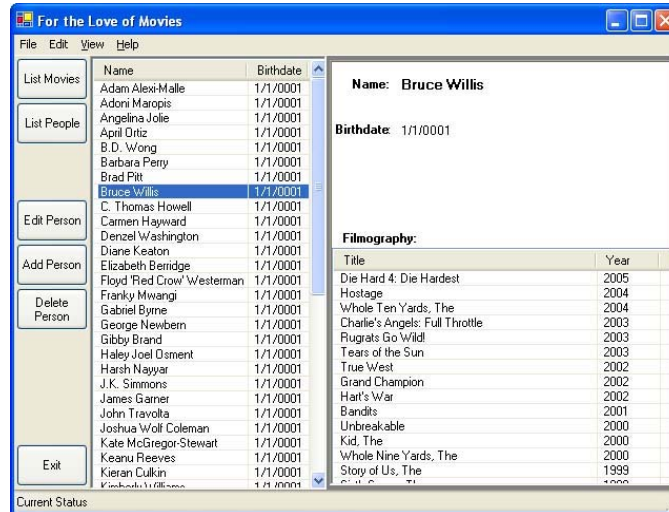 For the Love of Movies
File Edit View Help
List Movies
List People
Edit Person
Add Person
Delete
Person
Exit
Name Birthdate
Adam Alexi-Malle 1/1/0001
Adoni Maropis 1/1/0001
Angelina Jolie 1/1/0001
April Ortiz 1/1/0001
B.D. Wong 1/1/0001
Barbara Perry 1/1/0001
Brad Pitt 1/1/0001
Bruce Willis 1/1/0001
C. Thomas Howell 1/1/0001
Carmen Hayward 1/1/0001
Denzel Washington 1/1/0001
Diane Keaton 1/1/0001
Elizabeth Berridge 1/1/0001
Floyd 'Red Crow' Westerman 1/1/0001
Franky Mwangi 1/1/0001
Gabriel Byrne 1/1/0001
George Newbern 1/1/0001
Gibby Brand 1/1/0001
Haley Joel Osment 1/1/0001
Harsh Nayyar 1/1/0001
J.K. Simmons 1/1/0001
James Garner 1/1/0001
John Travolta 1/1/0001
Joshua Wolf Coleman 1/1/0001
Kate McGregor-Stewart 1/1/0001
Keanu Reeves 1/1/0001
Kieran Culkin 1/1/0001
Kimberly Williams 1/1/0001
Name: Bruce Willis
Birthdate: 1/1/0001
Filmography:
Title Year
Die Hard 4: Die Hardest 2005
Hostage 2004
Whole Ten Yards, The 2004
Charlie's Angels: Full Throttle 2003
Rugrats Go Wild! 2003
Tears of the Sun 2003
True West 2002
Grand Champion 2002
Hart's War 2002
Bandits 2001
Unbreakable 2000
Kid, The 2000
Whole Nine Yards, The 2000
Story of Us, The 1999
Current Status